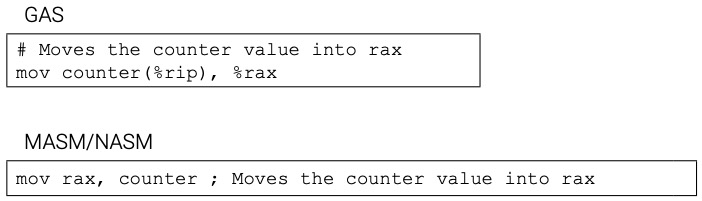 GAS
# Moves the counter value into rax
mov counter(%rip), %rax
MASM/NASM
mov rax, counter ; Moves the counter value into rax